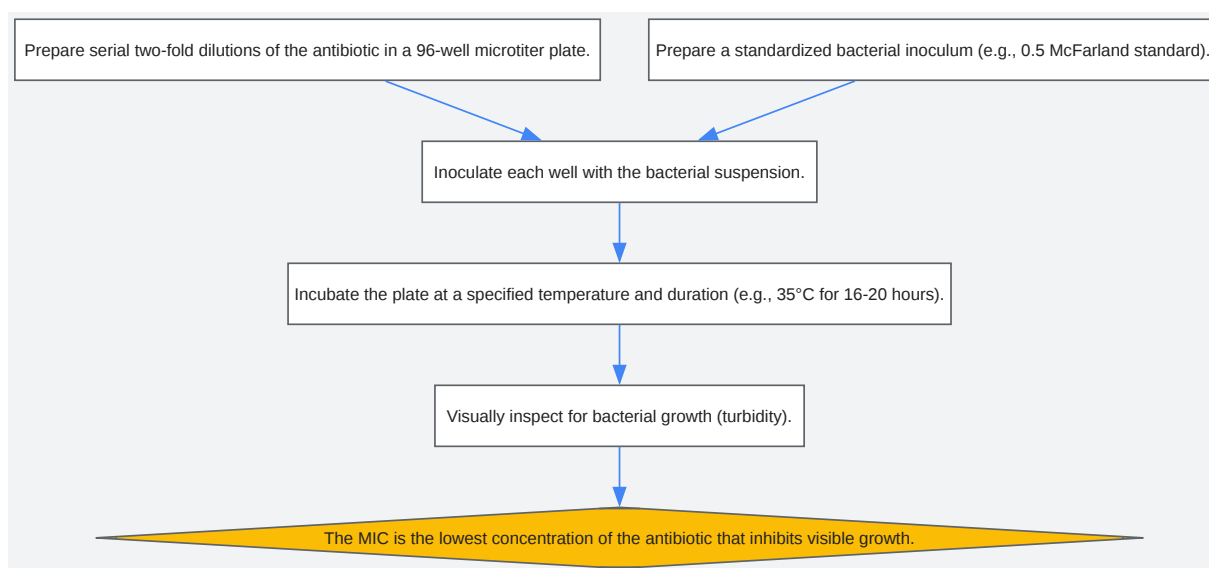 Prepare serial two-fold dilutions of the antibiotic in a 96-well microtiter plate.
Prepare a standardized bacterial inoculum (e.g., 0.5 McFarland standard).
Inoculate each well with the bacterial suspension.
Incubate the plate at a specified temperature and duration (e.g., 35°C for 16-20 hours).
Visually inspect for bacterial growth (turbidity).
The MIC is the lowest concentration of the antibiotic that inhibits visible growth.